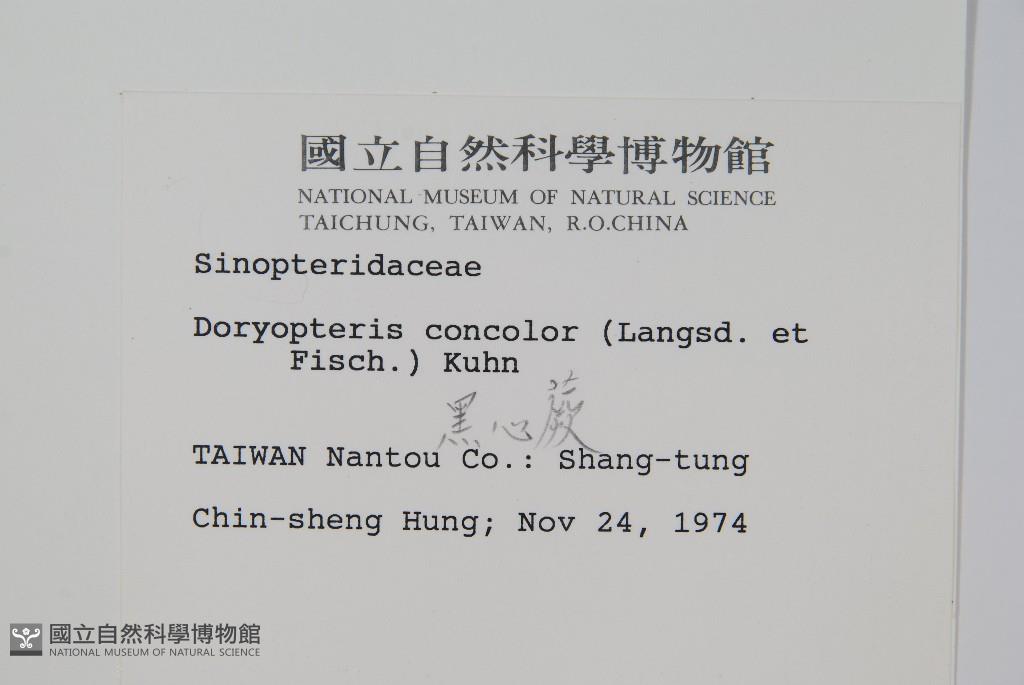 國立自然科學博物館
NATIONAL MUSEUM OF NATURAL SCIENCE
TAICHUNG, TAIWAN, R.O.CHINA
Sinopteridaceae
Doryopteris concolor (Langsd. et
Fisch.) Kuhn
黑心蕨
TAIWAN Nantou Co.: Shang-tung
Chin-sheng Hung; Nov 24, 1974
國立自然科學博物館
NATIONAL MUSEUM OF NATURAL SCIENCE